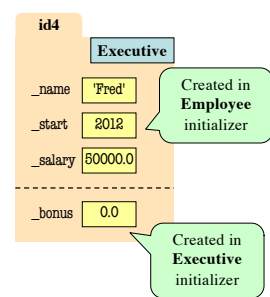 id4
Executive
_name 'Fred'
_start 2012
_salary 50000.0
Created in
Employee
initializer
_bonus 0.0
Created in
Executive
initializer